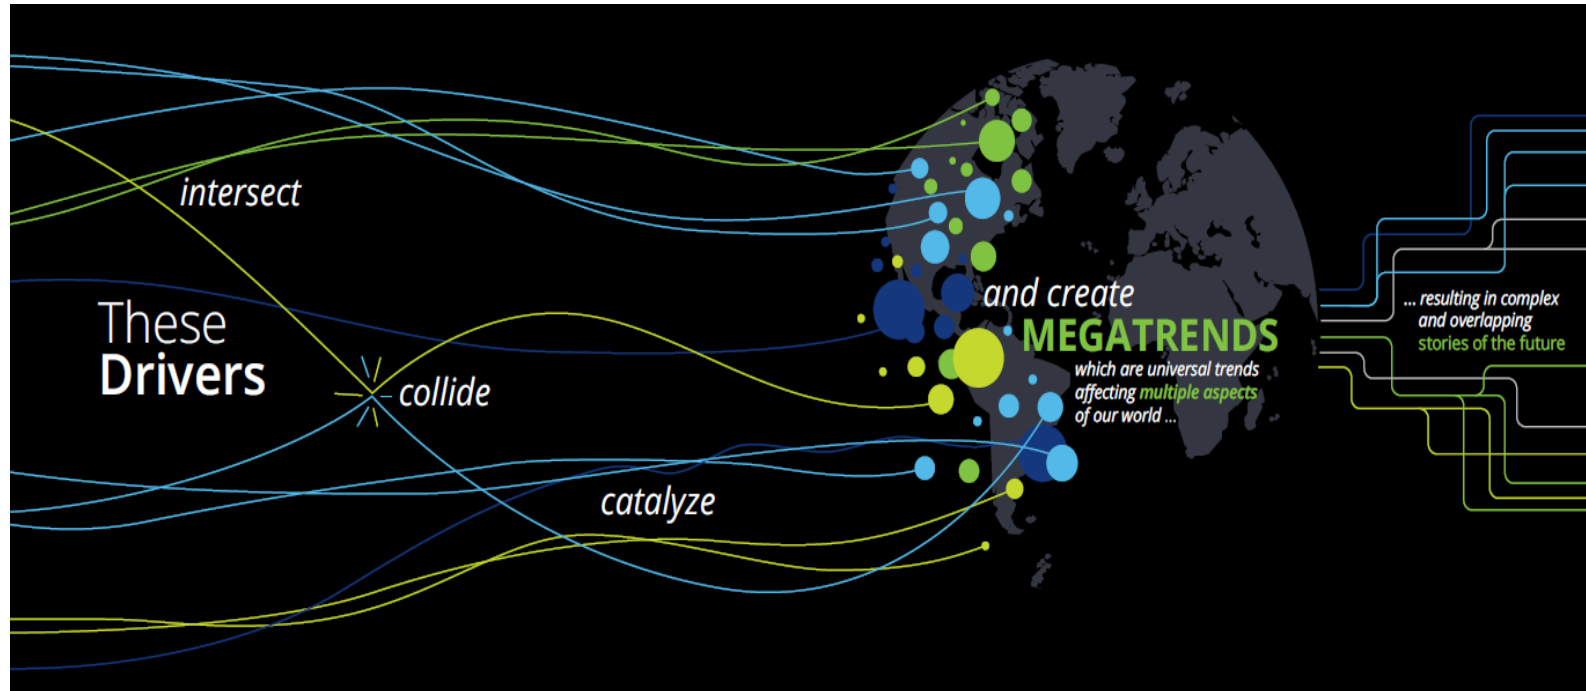 These
Drivers
intersect
collide
catalyze
and create
MEGATRENDS
which are universal trends
affecting multiple aspects
of our world ...
... resulting in complex
and overlapping
stories of the future